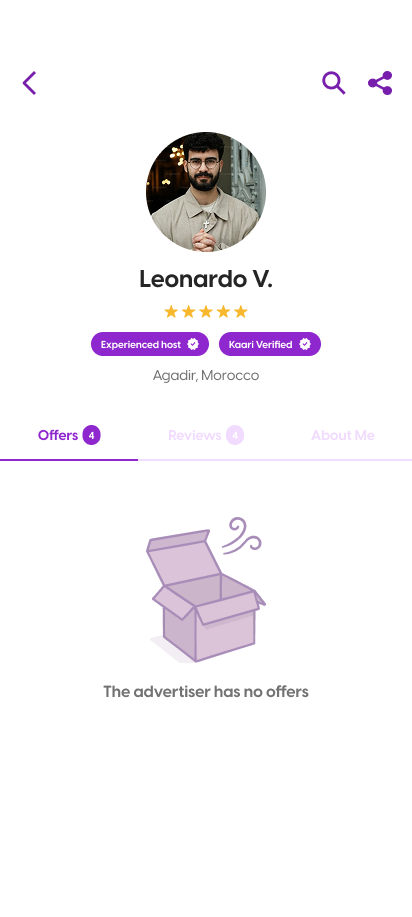 Leonardo V.
Experienced host
Kaari Verified
Agadir, Morocco
Offers 4
Reviews 4
About Me
The advertiser has no offers